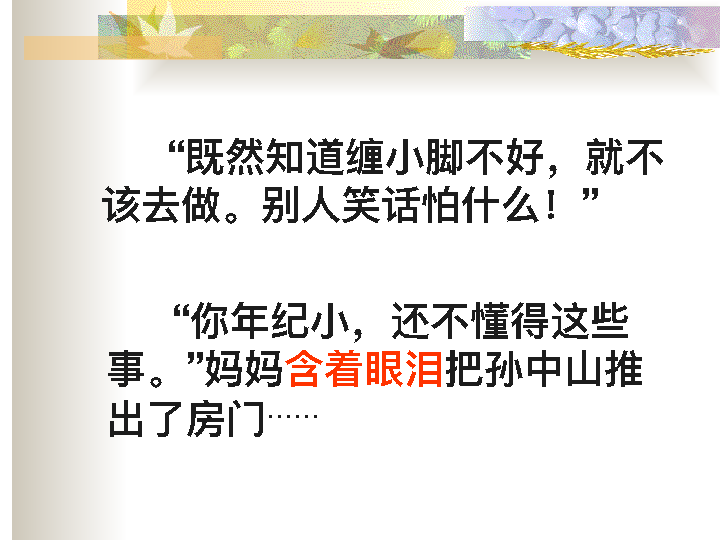 “既然知道缠小脚不好，就不
该去做。别人笑话怕什么！”
“你年纪小，还不懂得这些
事。”妈妈含着眼泪把孙中山推
出了房门……